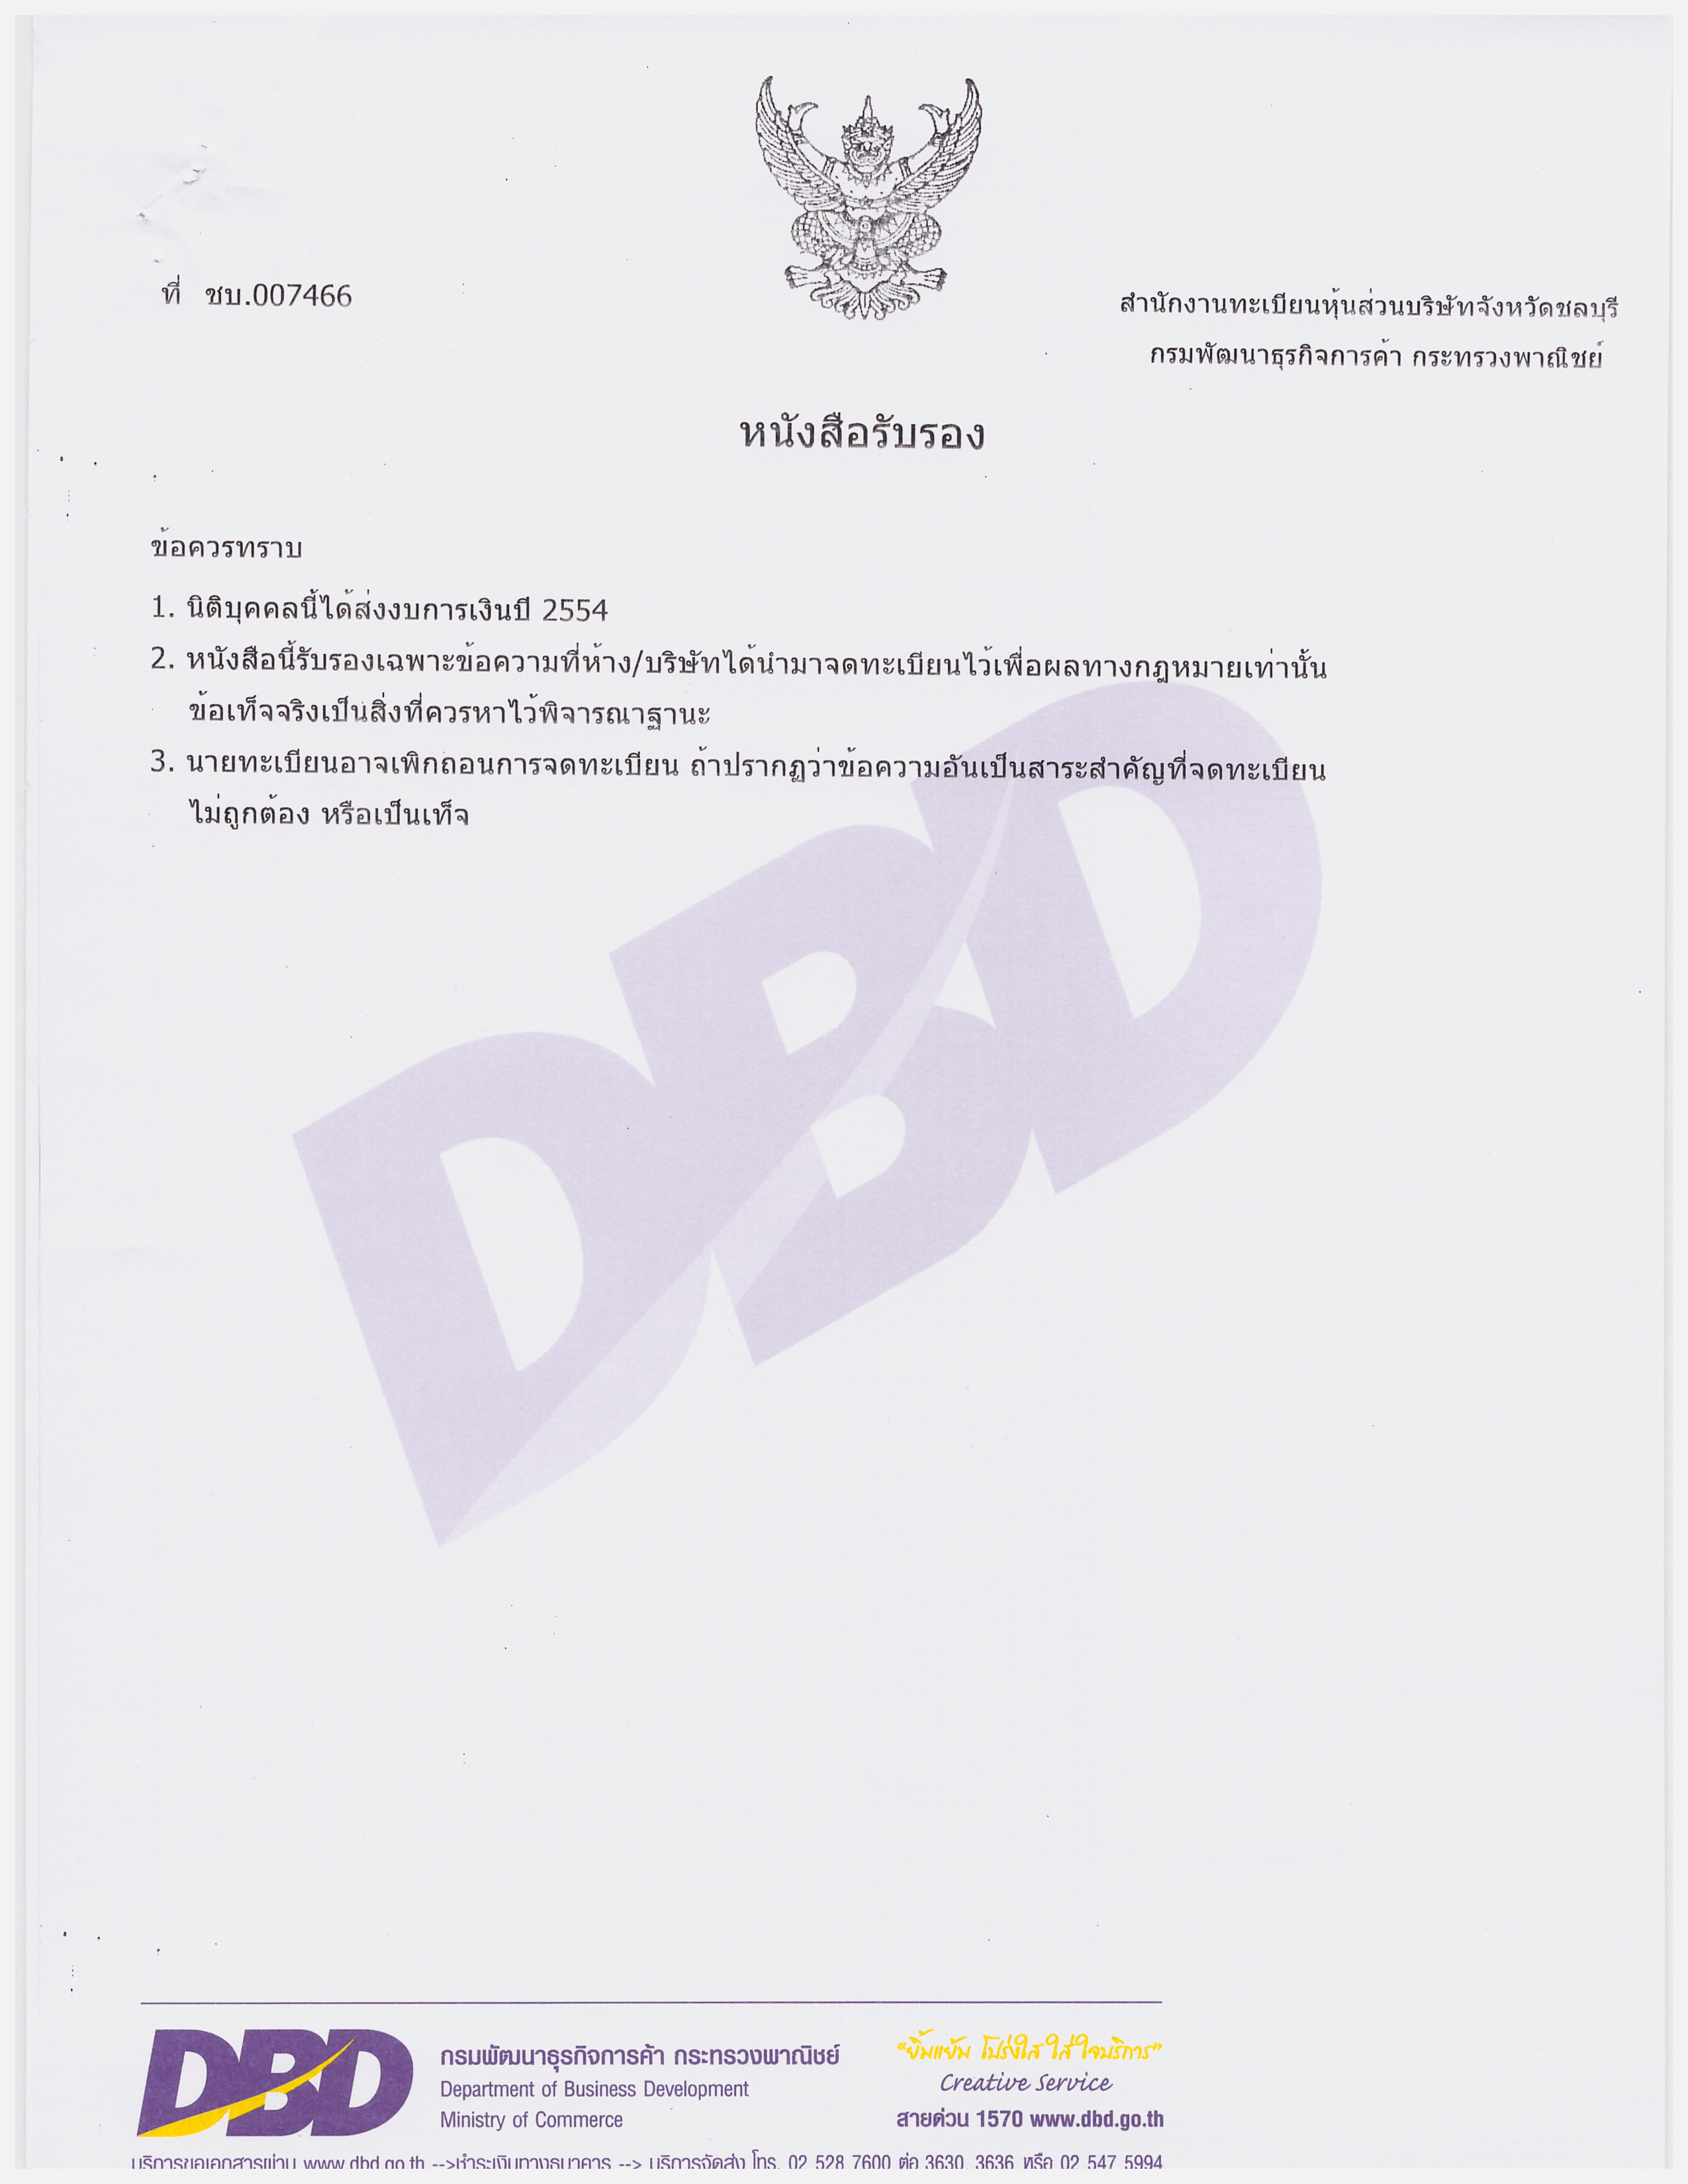 ที่ ชบ.007466
สำนักงานทะเบียนหุ้นส่วนบริษัทจังหวัดชลบุรี
กรมพัฒนาธุรกิจการค้า กระทรวงพาณิชย์
หนังสือรับรอง
ข้อควรทราบ
1. นิติบุคคลนี้ได้ส่งงบการเงินปี 2554
2. หนังสือนี้รับรองเฉพาะข้อความที่ห้าง/บริษัทได้นำมาจดทะเบียนไว้เพื่อผลทางกฎหมายเท่านั้น
ข้อเท็จจริงเป็นสิ่งที่ควรหาไว้พิจารณาฐานะ
3. นายทะเบียนอาจเพิกถอนการจดทะเบียน ถ้าปรากฏว่าข้อความอันเป็นสาระสำคัญที่จดทะเบียน
ไม่ถูกต้อง หรือเป็นเท็จ
DBD
DBD
กรมพัฒนาธุรกิจการค้า กระทรวงพาณิชย์
Department of Business Development
Ministry of Commerce
"ยิ้มแย้ม โปร่งใส ใส่ใจบริการ"
Creative Service
สายด่วน 1570 www.dbd.go.th
บริการขอเอกสารผ่าน www.dbd.go.th -->ชำระเงินทางธนาคาร --> บริการจัดส่ง โทร. 02 528 7600 ต่อ 3630, 3636 หรือ 02 547 5994